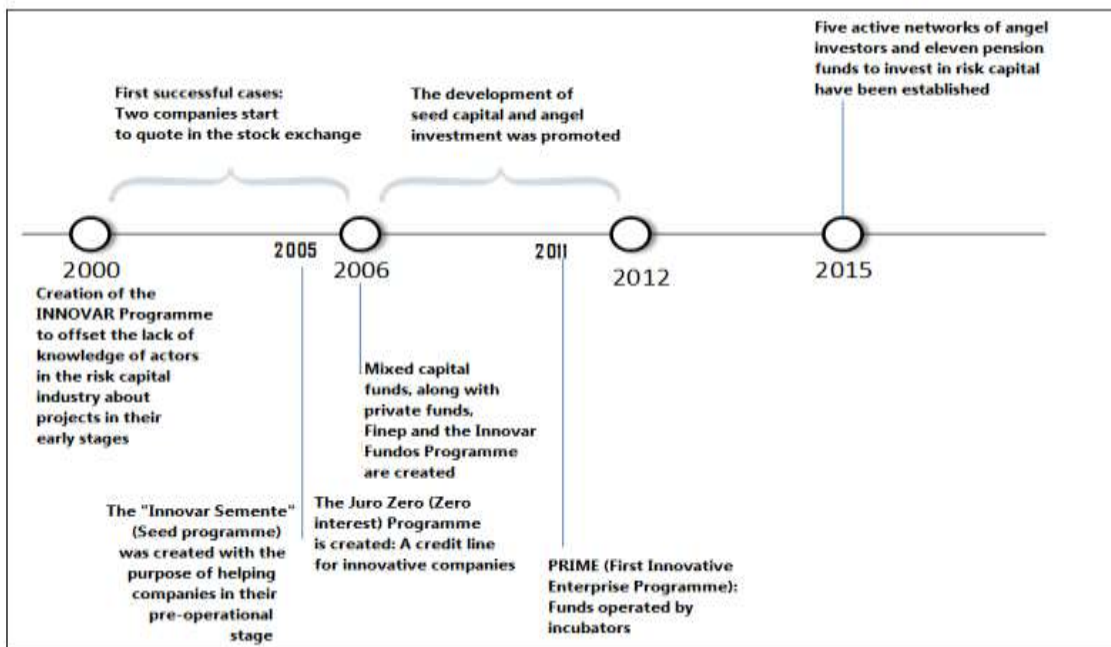 First successful cases:
Two companies start
to quote in the stock exchange
The development of
seed capital and angel
investment was promoted
Five active networks of angel
investors and eleven pension
funds to invest in risk capital
have been established
2000
2005
2006
2011
2012
2015
Creation of the
INNOVAR Programme
to offset the lack of
knowledge of actors
in the risk capital
industry about
projects in their
early stages
Mixed capital
funds, along with
private funds,
Finep and the Innovar
Fundos Programme
are created
The "Innovar Semente"
(Seed programme)
was created with the
purpose of helping
companies in their
pre-operational
stage
The Juro Zero (Zero
interest) Programme
is created: A credit line
for innovative companies
PRIME (First Innovative
Enterprise Programme):
Funds operated by
incubators